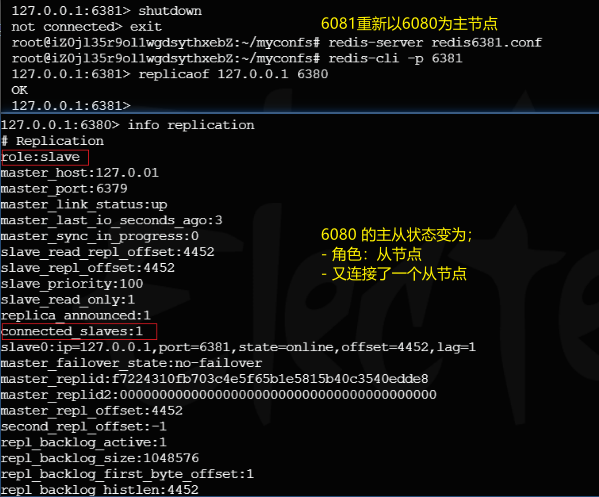 127.0.0.1:6381> shutdown
not connected> exit
6081重新以6080为主节点
root@iZ0jl35r9ol1wgdsythxebZ:~/myconfs# redis-server redis6381.conf
root@iZ0jl35r9ol1wgdsythxebZ:~/myconfs# redis-cli -p 6381
127.0.0.1:6381> replicaof 127.0.0.1 6380
OK
127.0.0.1:6381>
127.0.0.1:6380> info replication
# Replication
role:slave
master_host:127.0.01
master_port:6379
master_link_status:up
master_last_io_seconds_ago:3
master_sync_in_progress:0
slave_read_repl_offset:4452
slave_repl_offset:4452
slave_priority:100
slave_read_only:1
replica_announced:1
connected_slaves:1
6080 的主从状态变为；
- 角色：从节点
- 又连接了一个从节点
slave0:ip=127.0.0.1,port=6381,state=online,offset=4452,lag=1
master_failover_state:no-failover
master_replid:f7224310fb703c4e5f65b1e5815b40c3540edde8
master_replid2:0000000000000000000000000000000000000000
master_repl_offset:4452
second_repl_offset:-1
repl_backlog_active:1
repl_backlog_size:1048576
repl_backlog_first_byte_offset:1
repl_backlog_histlen:4452